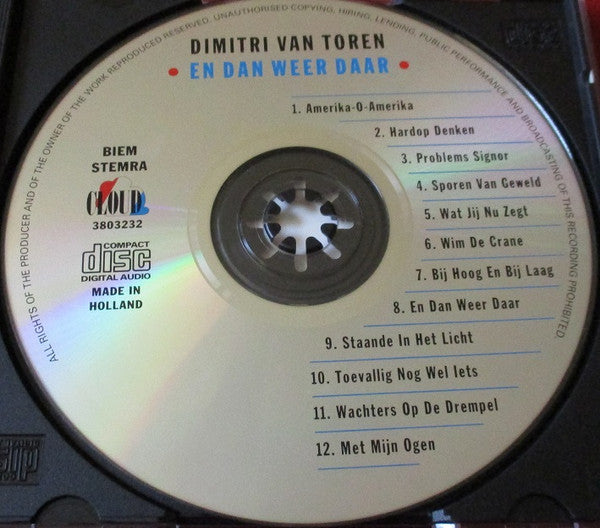 ALL RIGHTS OF THE PRODUCER AND OF THE OWNER OF THE WORK REPRODUCED RESERVED, UNAUTHORISED COPYING, HIRING, LENDING, PUBLIC PERFORMANCE AND BROADCASTING OF THIS RECORDING PROHIBITED.
DIMITRI VAN TOREN
• EN DAN WEER DAAR •
BIEM
STEMRA
CLOUD
3803232
COMPACT
disc
DIGITAL AUDIO
MADE IN
HOLLAND
1. Amerika-O-Amerika
2. Hardop Denken
3. Problems Signor
4. Sporen Van Geweld
5. Wat Jij Nu Zegt
6. Wim De Crane
7. Bij Hoog En Bij Laag
8. En Dan Weer Daar
9. Staande In Het Licht
10. Toevallig Nog Wel Iets
11. Wachters Op De Drempel
12. Met Mijn Ogen